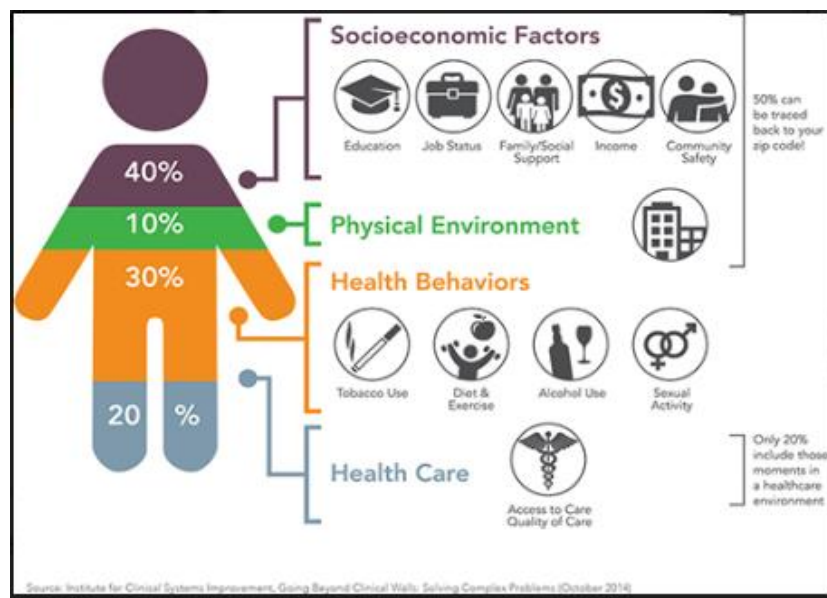 Socioeconomic Factors
Education
Job Status
Family/Social
Support
Income
Community
Safety
50% can
be traced
back to your
zip code!
40%
10%
Physical Environment
30%
Health Behaviors
Tobacco Use
Diet &
Exercise
Alcohol Use
Sexual
Activity
20 %
Health Care
Access to Care
Quality of Care
Only 20%
include those
moments in
a healthcare
environment
Source: Institute for Clinical Systems Improvement, Going Beyond Clinical Walls: Solving Complex Problems (October 2014)